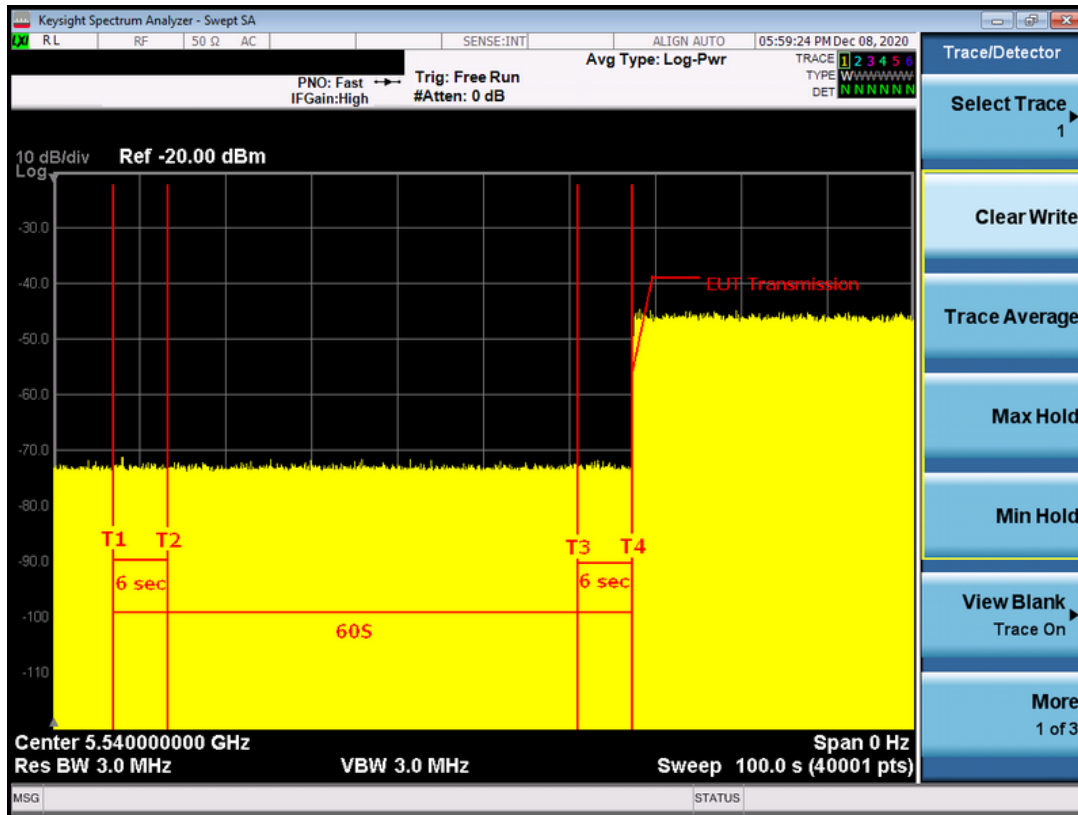 Keysight Spectrum Analyzer - Swept SA
LXI RL RF 50 Ω AC SENSE:INT ALIGN AUTO 05:59:24 PM Dec 08, 2020
PNO: Fast
IFGain:High
Trig: Free Run
#Atten: 0 dB
Avg Type: Log-Pwr
TRACE 1 2 3 4 5 6
TYPE WWWWWW
DET N N N N N N
10 dB/div
Log
Ref -20.00 dBm
-30.0
-40.0
-50.0
-60.0
-70.0
-80.0
-90.0
-100
-110
EUT Transmission
T1 T2
6 sec
T3 T4
6 sec
60S
Center 5.540000000 GHz
Span 0 Hz
Res BW 3.0 MHz
VBW 3.0 MHz
Sweep 100.0 s (40001 pts)
MSG
STATUS
Trace/Detector
Select Trace
1
Clear Write
Trace Average
Max Hold
Min Hold
View Blank
Trace On
More
1 of 3